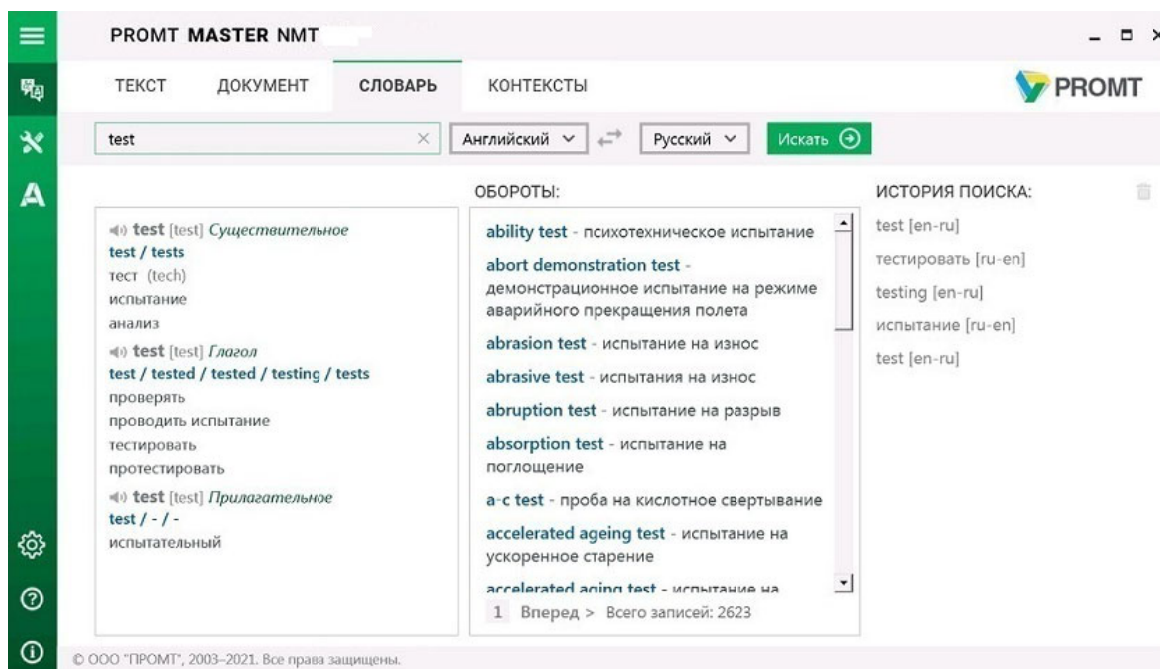 PROMT MASTER NMT
ТЕКСТ ДОКУМЕНТ СЛОВАРЬ КОНТЕКСТЫ
PROMT
test Английский Русский Искать
test [test] Существительное
test / tests
тест (tech)
испытание
анализ
test [test] Глагол
test / tested / tested / testing / tests
проверять
проводить испытание
тестировать
протестировать
test [test] Прилагательное
test / - / -
испытательный
ОБОРОТЫ:
ability test - психотехническое испытание
abort demonstration test -
демонстрационное испытание на режиме
аварийного прекращения полета
abrasion test - испытание на износ
abrasive test - испытания на износ
abruption test - испытание на разрыв
absorption test - испытание на
поглощение
a-c test - проба на кислотное свертывание
accelerated ageing test - испытание на
ускоренное старение
accelerated aging test - испытание на
1 Вперед > Всего записей: 2623
ИСТОРИЯ ПОИСКА:
test [en-ru]
тестировать [ru-en]
testing [en-ru]
испытание [ru-en]
test [en-ru]
© ООО "ПРОМТ", 2003–2021. Все права защищены.